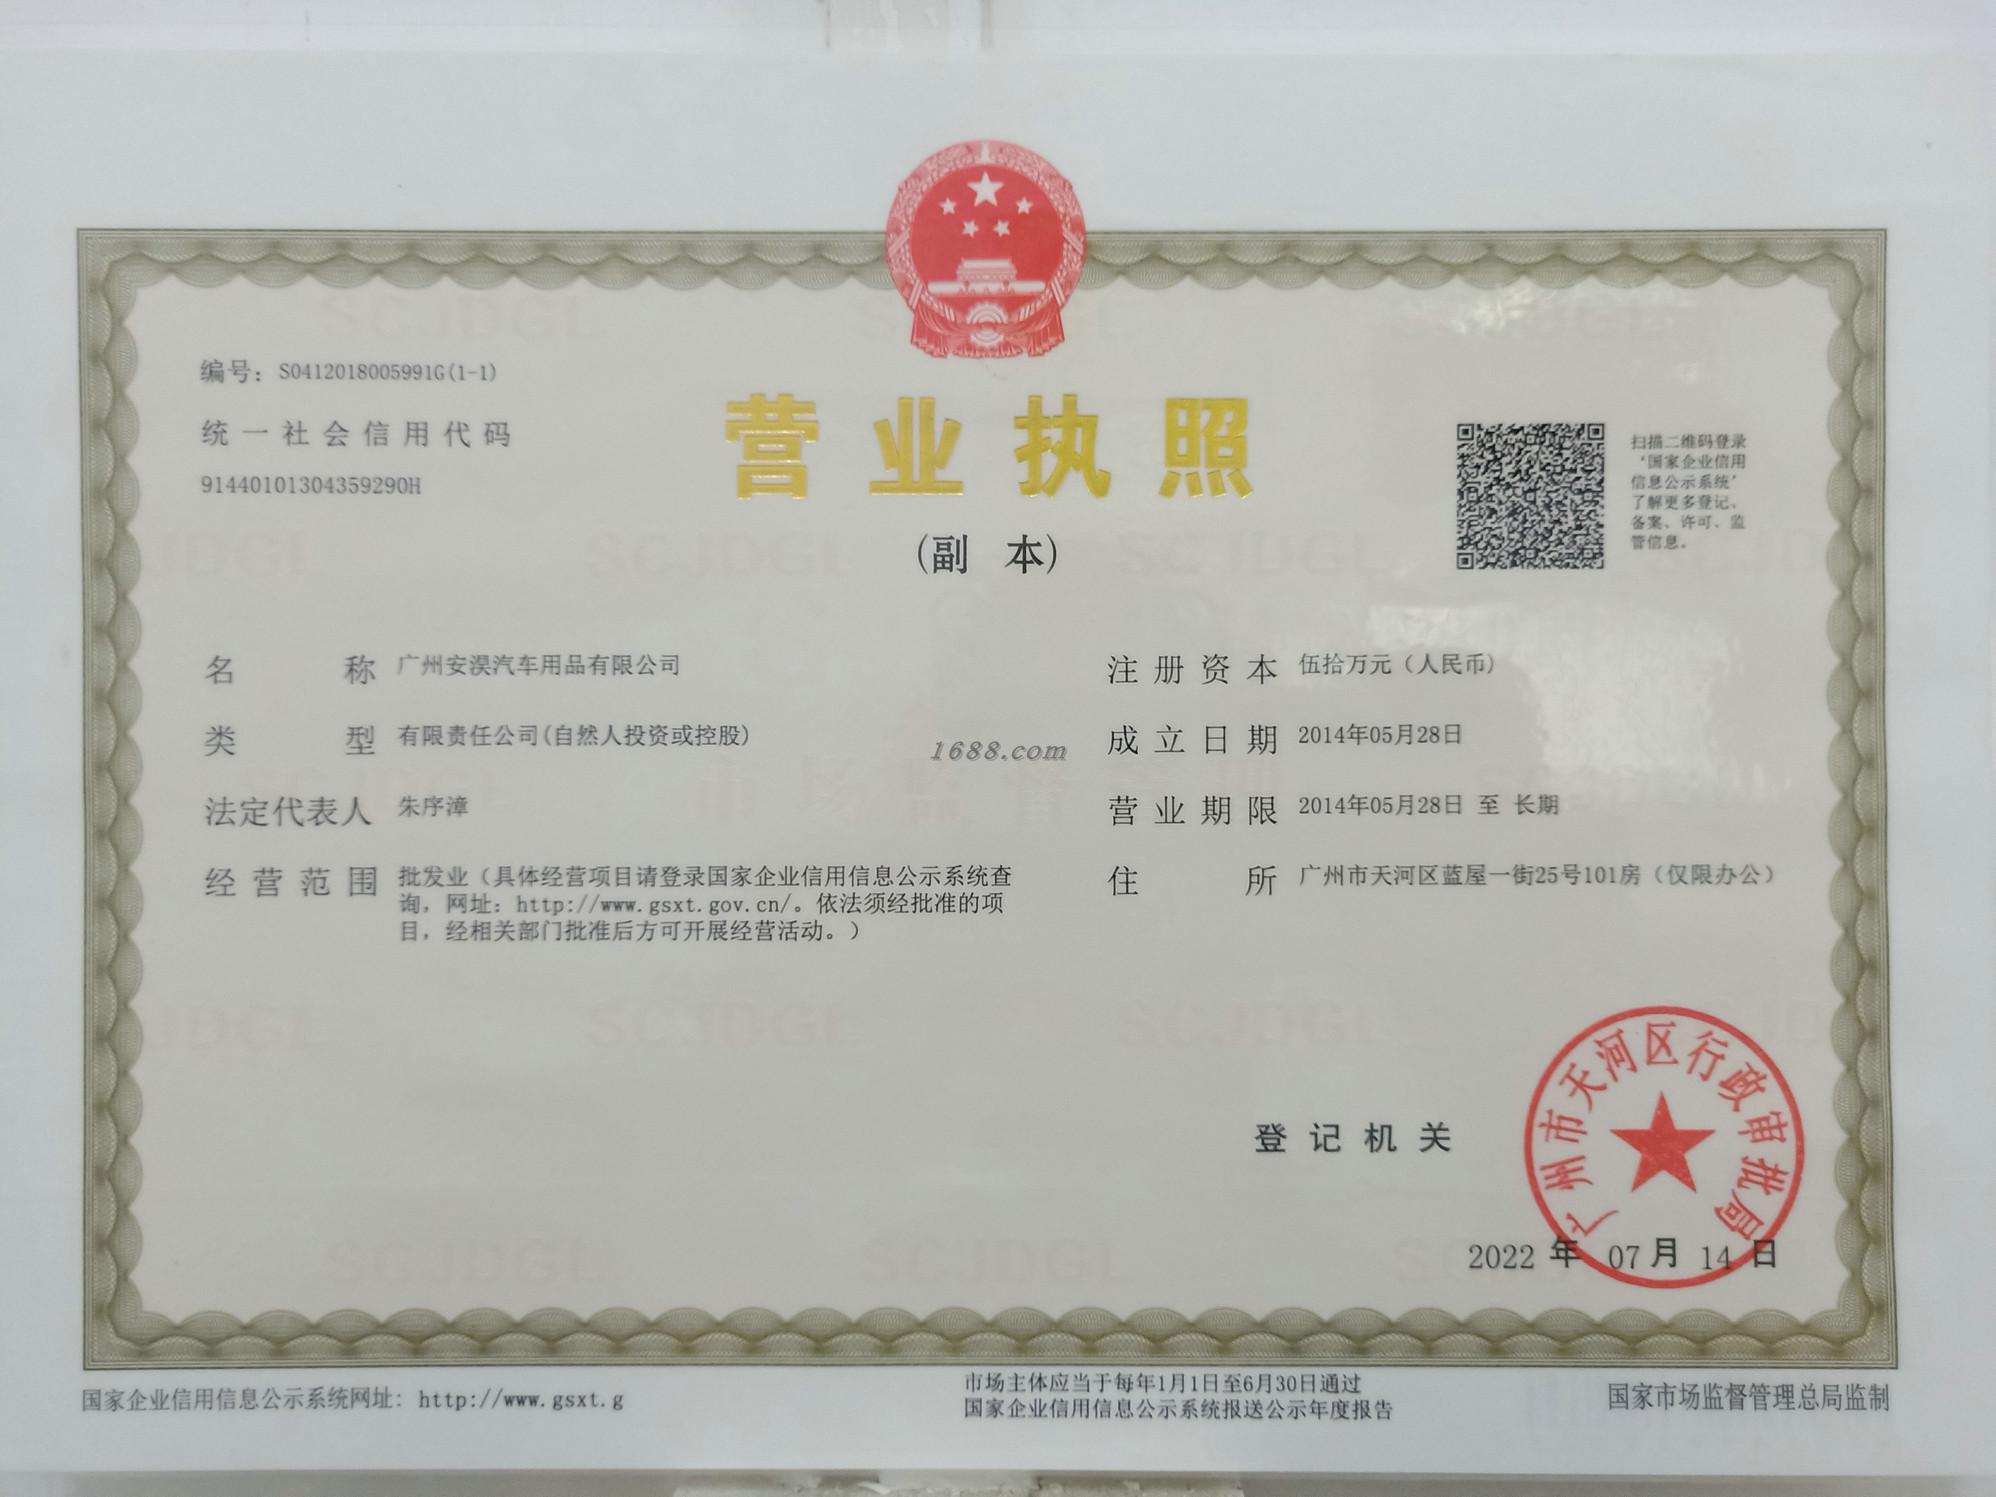 编号：S0412018005991G(1-1)
统一社会信用代码
91440101304359290H
营业执照
(副 本)
扫描二维码登录
‘国家企业信用
信息公示系统’
了解更多登记、
备案、许可、监
管信息。
名称 广州安淏汽车用品有限公司
类型 有限责任公司(自然人投资或控股)
法定代表人 朱序漳
经营范围 批发业（具体经营项目请登录国家企业信用信息公示系统查
询，网址：http://www.gsxt.gov.cn/。依法须经批准的项
目，经相关部门批准后方可开展经营活动。）
1688.com
注册资本 伍拾万元（人民币）
成立日期 2014年05月28日
营业期限 2014年05月28日 至 长期
住所 广州市天河区蓝屋一街25号101房（仅限办公）
登记机关
广州市天河区行政审批局
2022 年 07 月 14 日
国家企业信用信息公示系统网址：http://www.gsxt.g
市场主体应当于每年1月1日至6月30日通过
国家企业信用信息公示系统报送公示年度报告
国家市场监督管理总局监制
SCJDGL